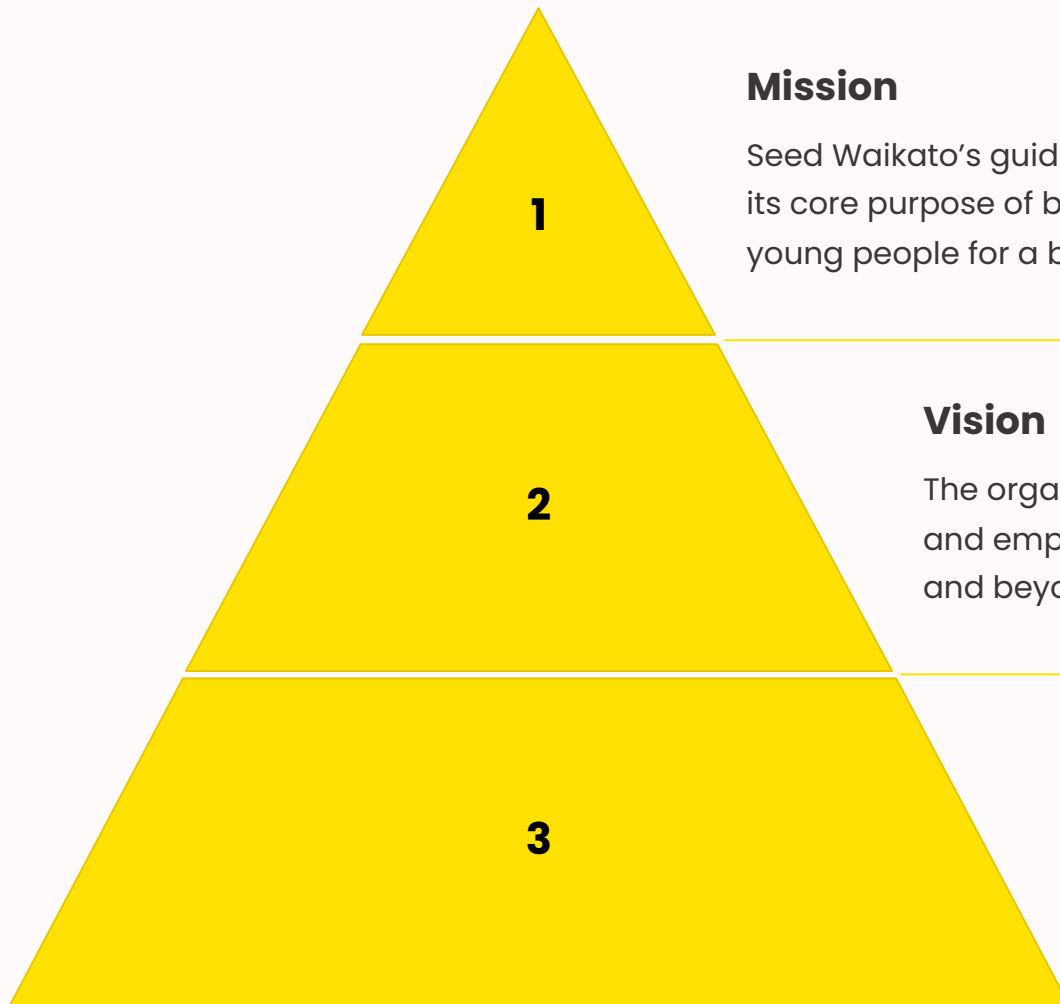 Mission
Seed Waikato’s guid
its core purpose of b
young people for a b
1
Vision
The orga
and emp
and beyo
2
3